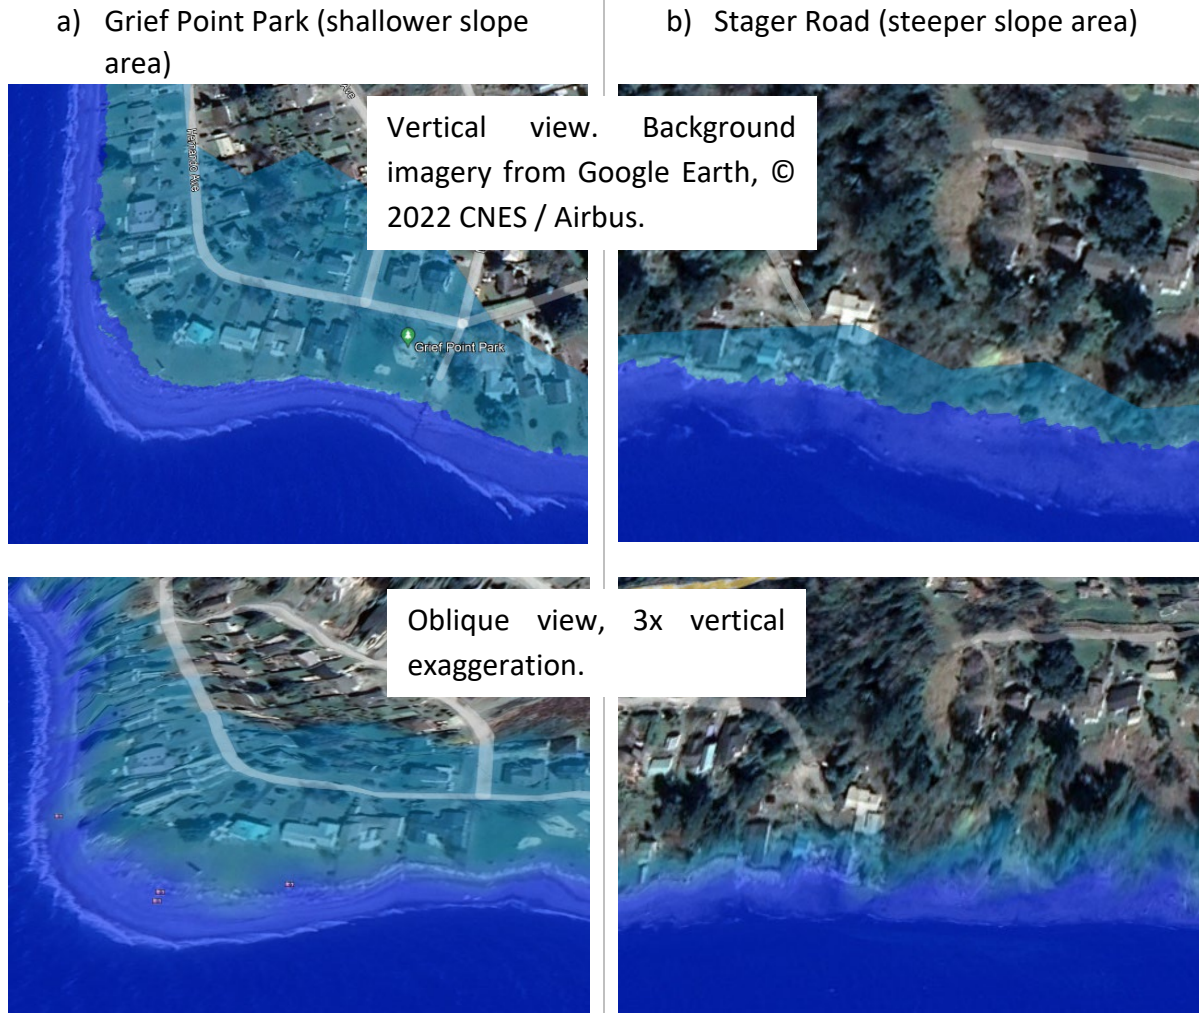 a) Grief Point Park (shallower slope
area)
b) Stager Road (steeper slope area)
Ave
Vertical view. Background
imagery from Google Earth, ©
2022 CNES / Airbus.
Grief Point Park
Oblique view, 3x vertical
exaggeration.